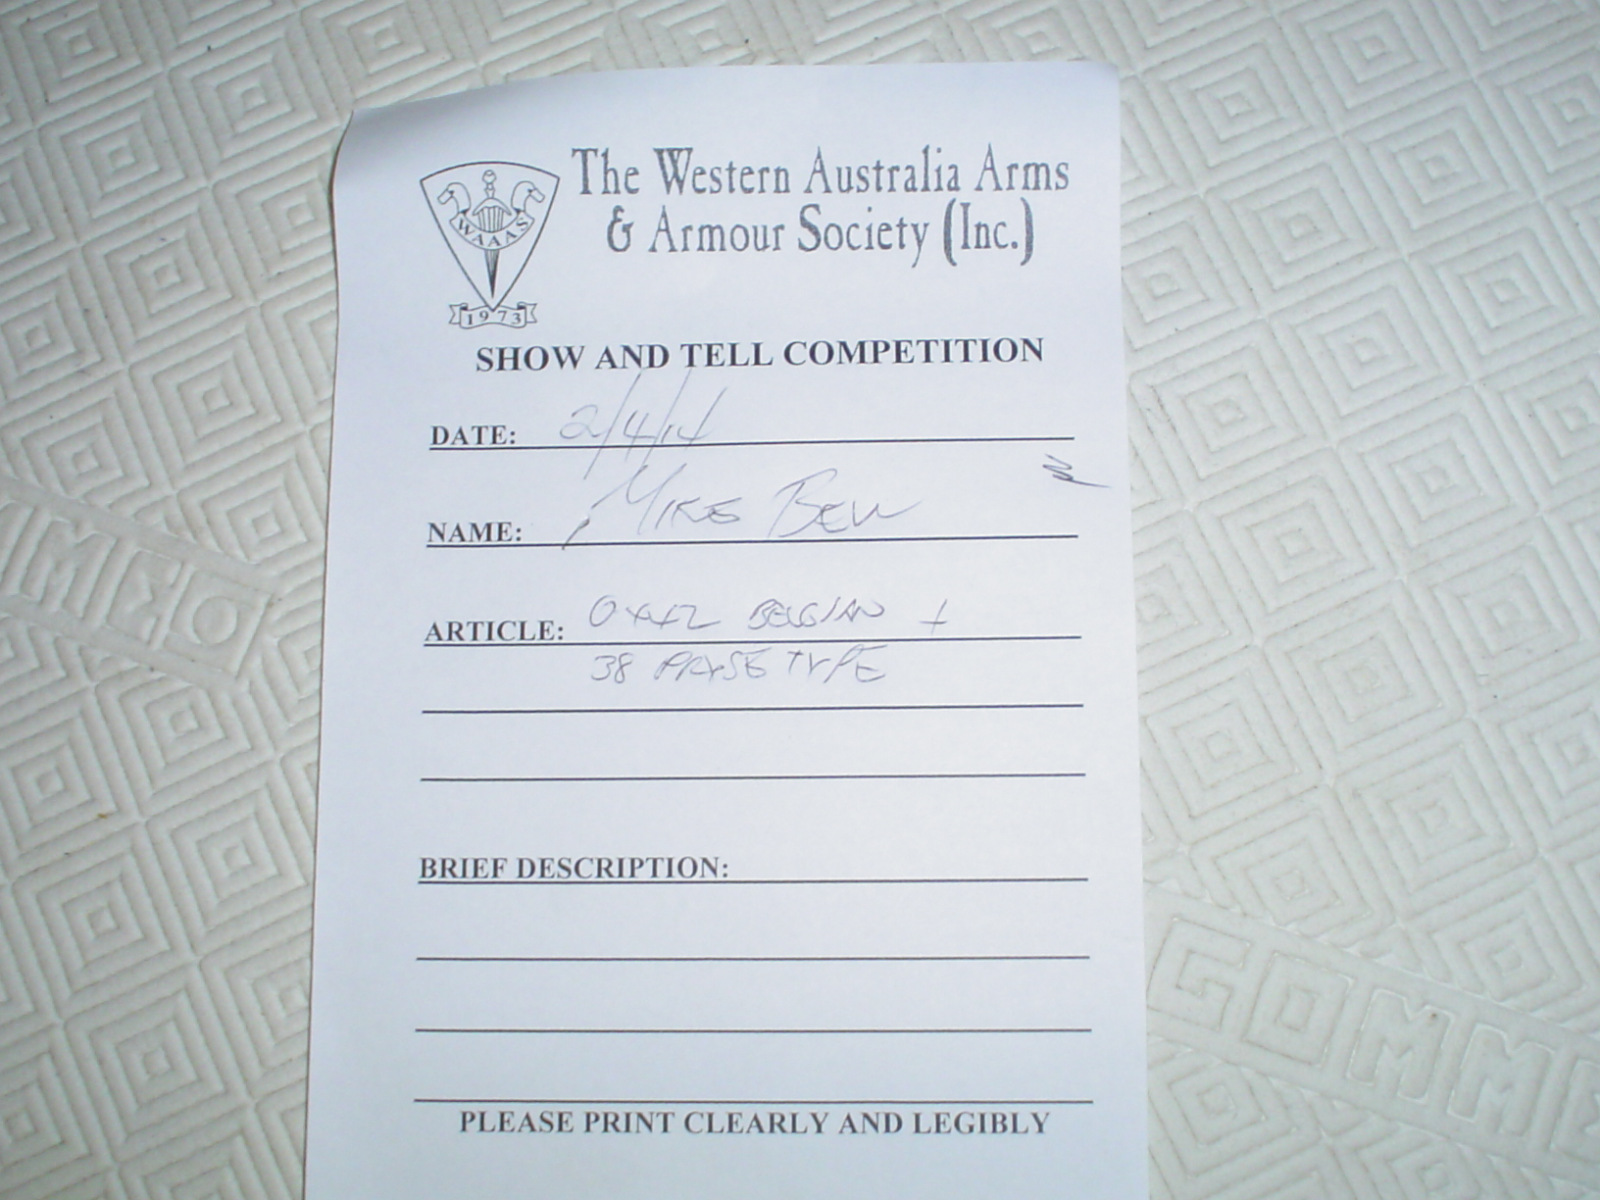 The Western Australia Arms
& Armour Society (Inc.)
WAAAS
1973
SHOW AND TELL COMPETITION
DATE: 2/4/14
NAME: MIKE BELL
ARTICLE: BELGIAN +
38 PRYSE TYPE
BRIEF DESCRIPTION:
PLEASE PRINT CLEARLY AND LEGIBLY